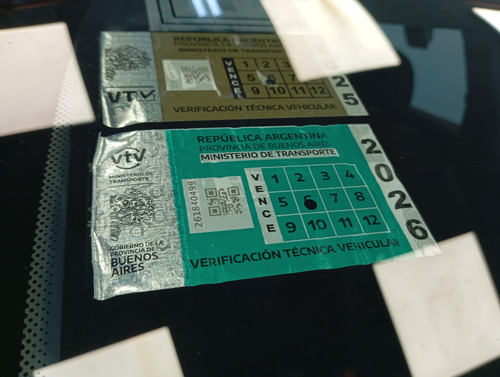 REPÚBLICA ARGENTINA
PROVINCIA DE BUENOS AIRES
MINISTERIO DE TRANSPORTE
VENCE
1 2 3 4
5 6 7 8
9 10 11 12
25
VTV
VERIFICACIÓN TÉCNICA VEHICULAR
vtv
MINISTERIO DE TRANSPORTE
GOBIERNO DE LA
PROVINCIA DE
BUENOS
AIRES
261840499
REPÚBLICA ARGENTINA
PROVINCIA DE BUENOS AIRES
MINISTERIO DE TRANSPORTE
VENCE
1 2 3 4
5 6 7 8
9 10 11 12
2026
VERIFICACIÓN TÉCNICA VEHICULAR